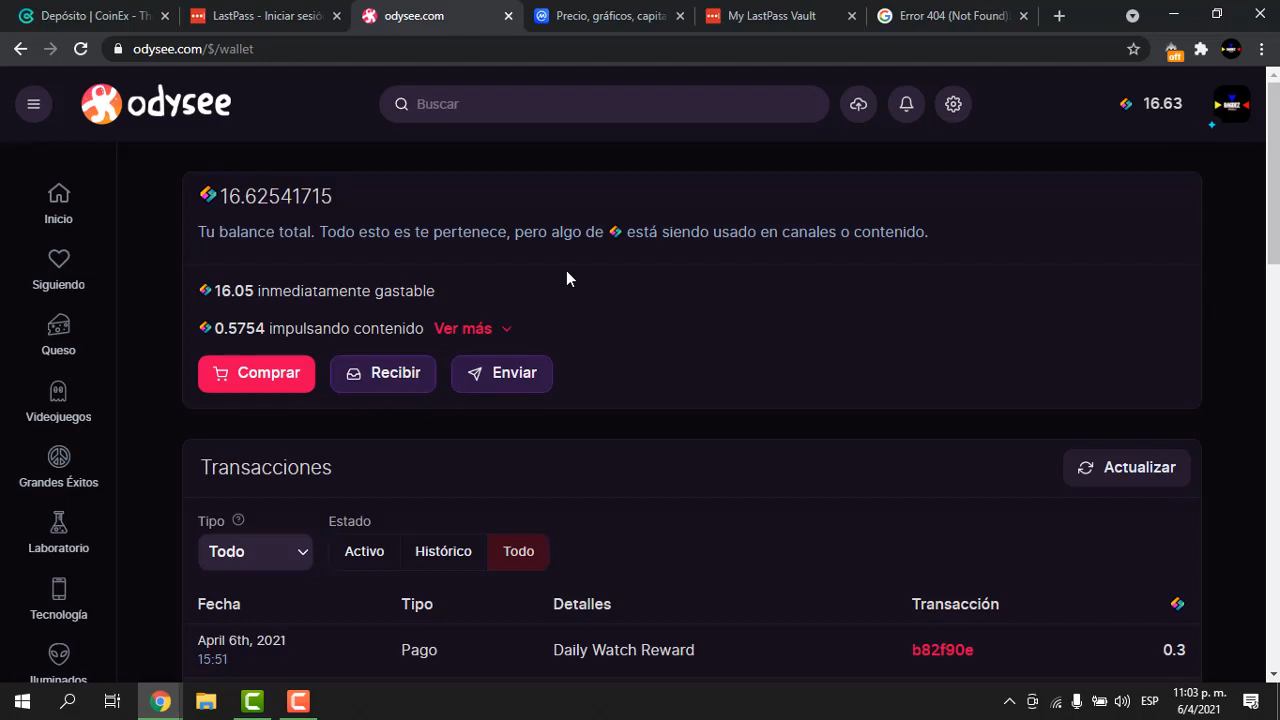 Depósito | CoinEx - Th
LastPass - Iniciar sesió
odysee.com
Precio, gráficos, capita
My LastPass Vault
Error 404 (Not Found)
odysee.com/$/wallet
off
odysee
Buscar
16.63
Inicio
Siguiendo
Queso
Videojuegos
Grandes Éxitos
Laboratorio
Tecnología
Iluminados
16.62541715
Tu balance total. Todo esto es te pertenece, pero algo de está siendo usado en canales o contenido.
16.05 inmediatamente gastable
0.5754 impulsando contenido Ver más
Comprar Recibir Enviar
Transacciones
Actualizar
Tipo Estado
Todo Activo Histórico Todo
Fecha Tipo Detalles Transacción
April 6th, 2021
15:51
Pago Daily Watch Reward b82f90e 0.3
ESP
11:03 p. m.
6/4/2021